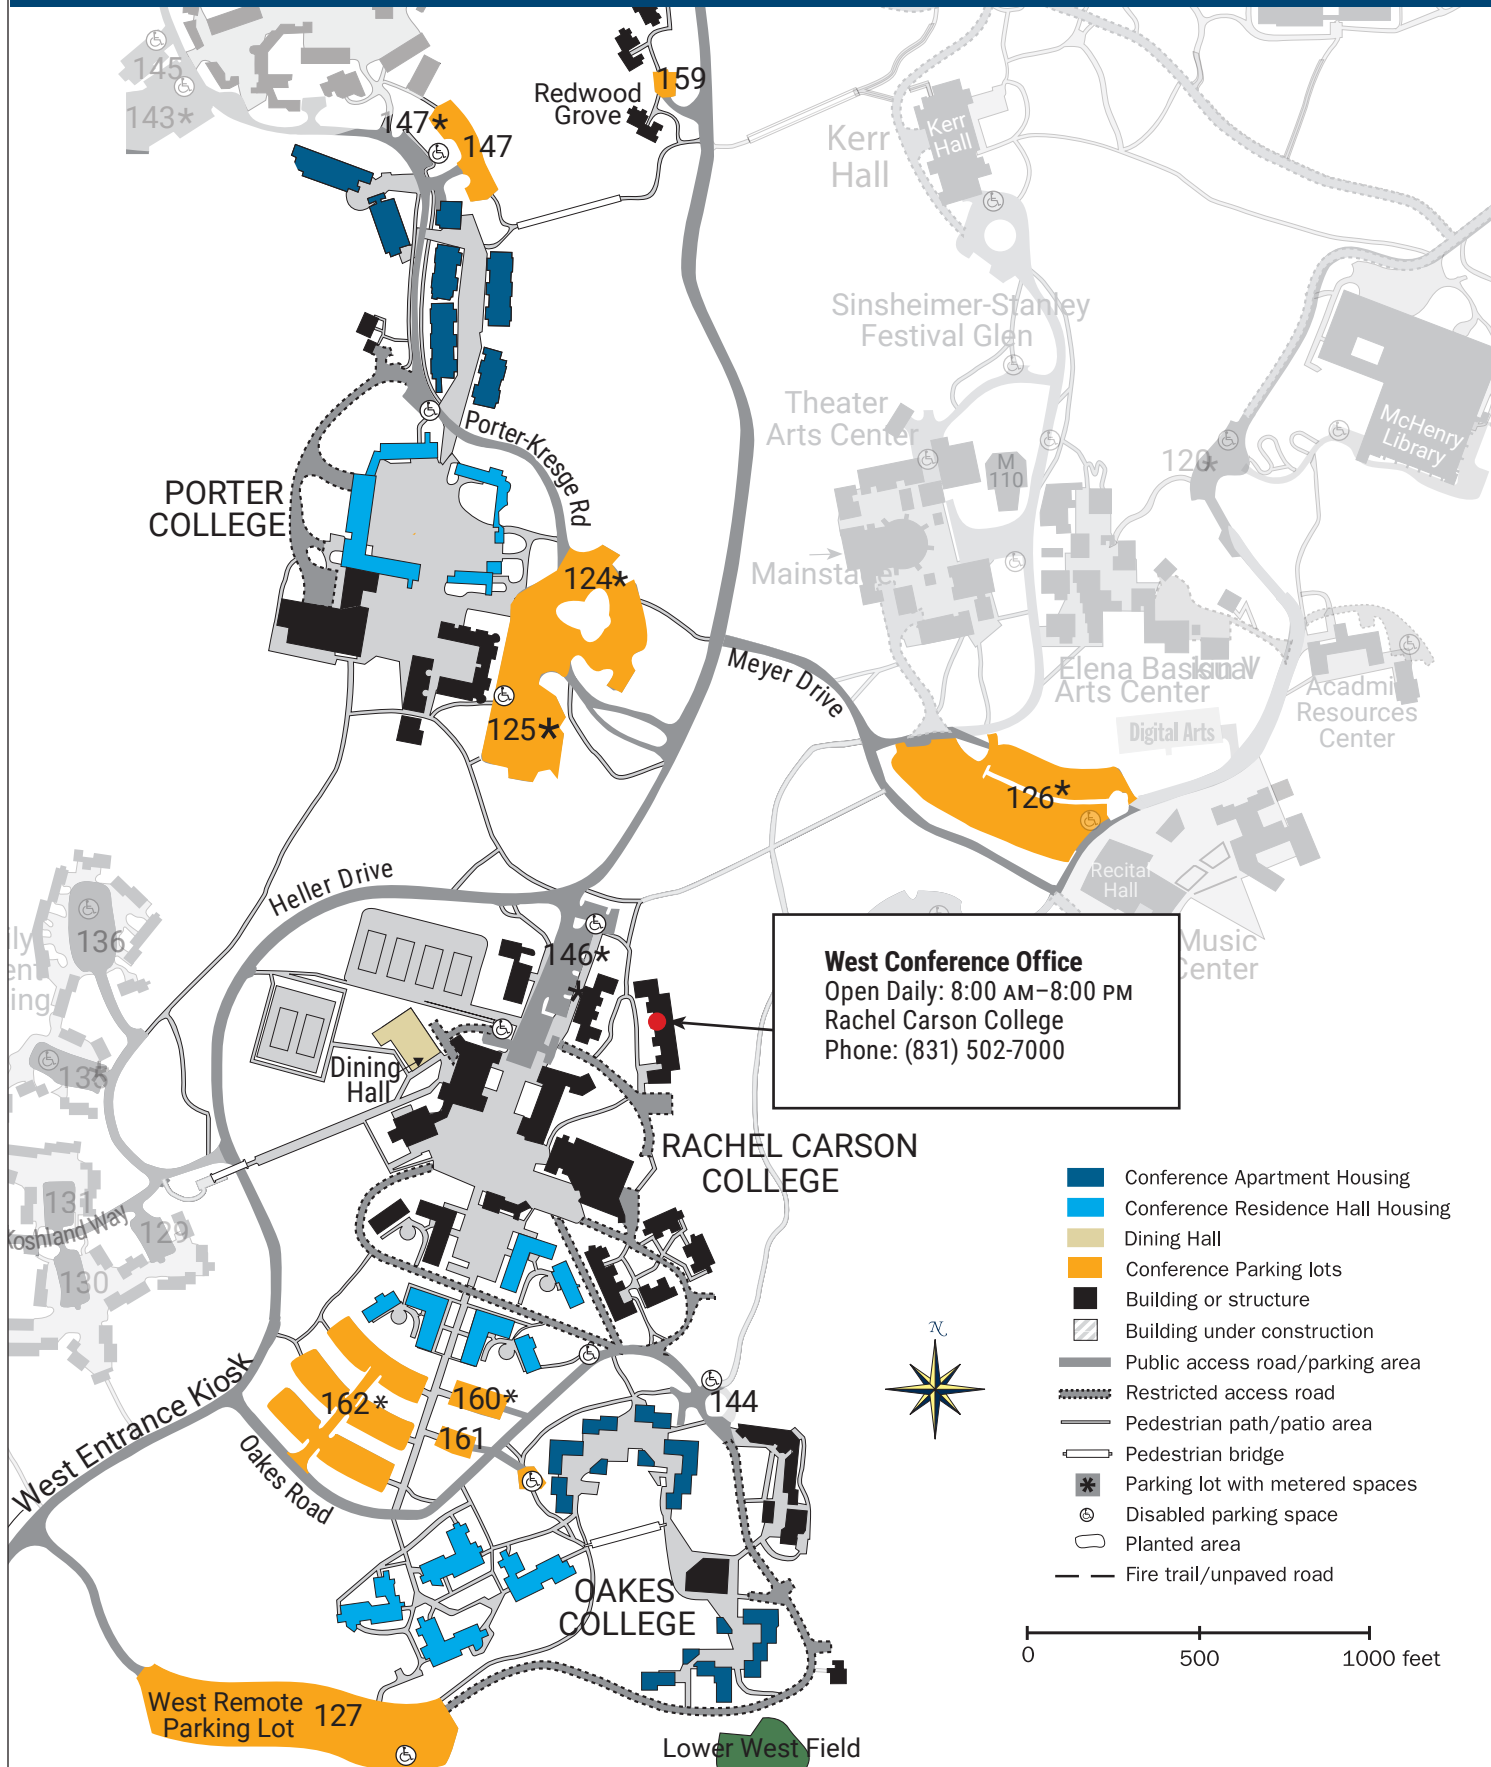 145
143*
147*
147
159
Redwood
Grove
Kerr
Hall
Kerr
Hall
Sinsheimer-Stanley
Festival Glen
Theater
Arts Center
M
110
McHenry
Library
120*
Porter-Kresge Rd
PORTER
COLLEGE
Mainstage
124*
125*
Meyer Drive
Elena Baskin
Arts Center
Digital Arts
Resources
Center
126*
Recital
Hall
Music
Center
Heller Drive
136
146*
*
West Conference Office
Open Daily: 8:00 AM–8:00 PM
Rachel Carson College
Phone: (831) 502-7000
Dining
Hall
RACHEL CARSON
COLLEGE
131
Koshland Way
129
130
Conference Apartment Housing
Conference Residence Hall Housing
Dining Hall
Conference Parking lots
Building or structure
Building under construction
Public access road/parking area
Restricted access road
Pedestrian path/patio area
Pedestrian bridge
Parking lot with metered spaces
Disabled parking space
Planted area
Fire trail/unpaved road
N
West Entrance Kiosk
162*
160*
161
144
Oakes Road
OAKES
COLLEGE
0 500 1000 feet
West Remote
Parking Lot
127
Lower West Field